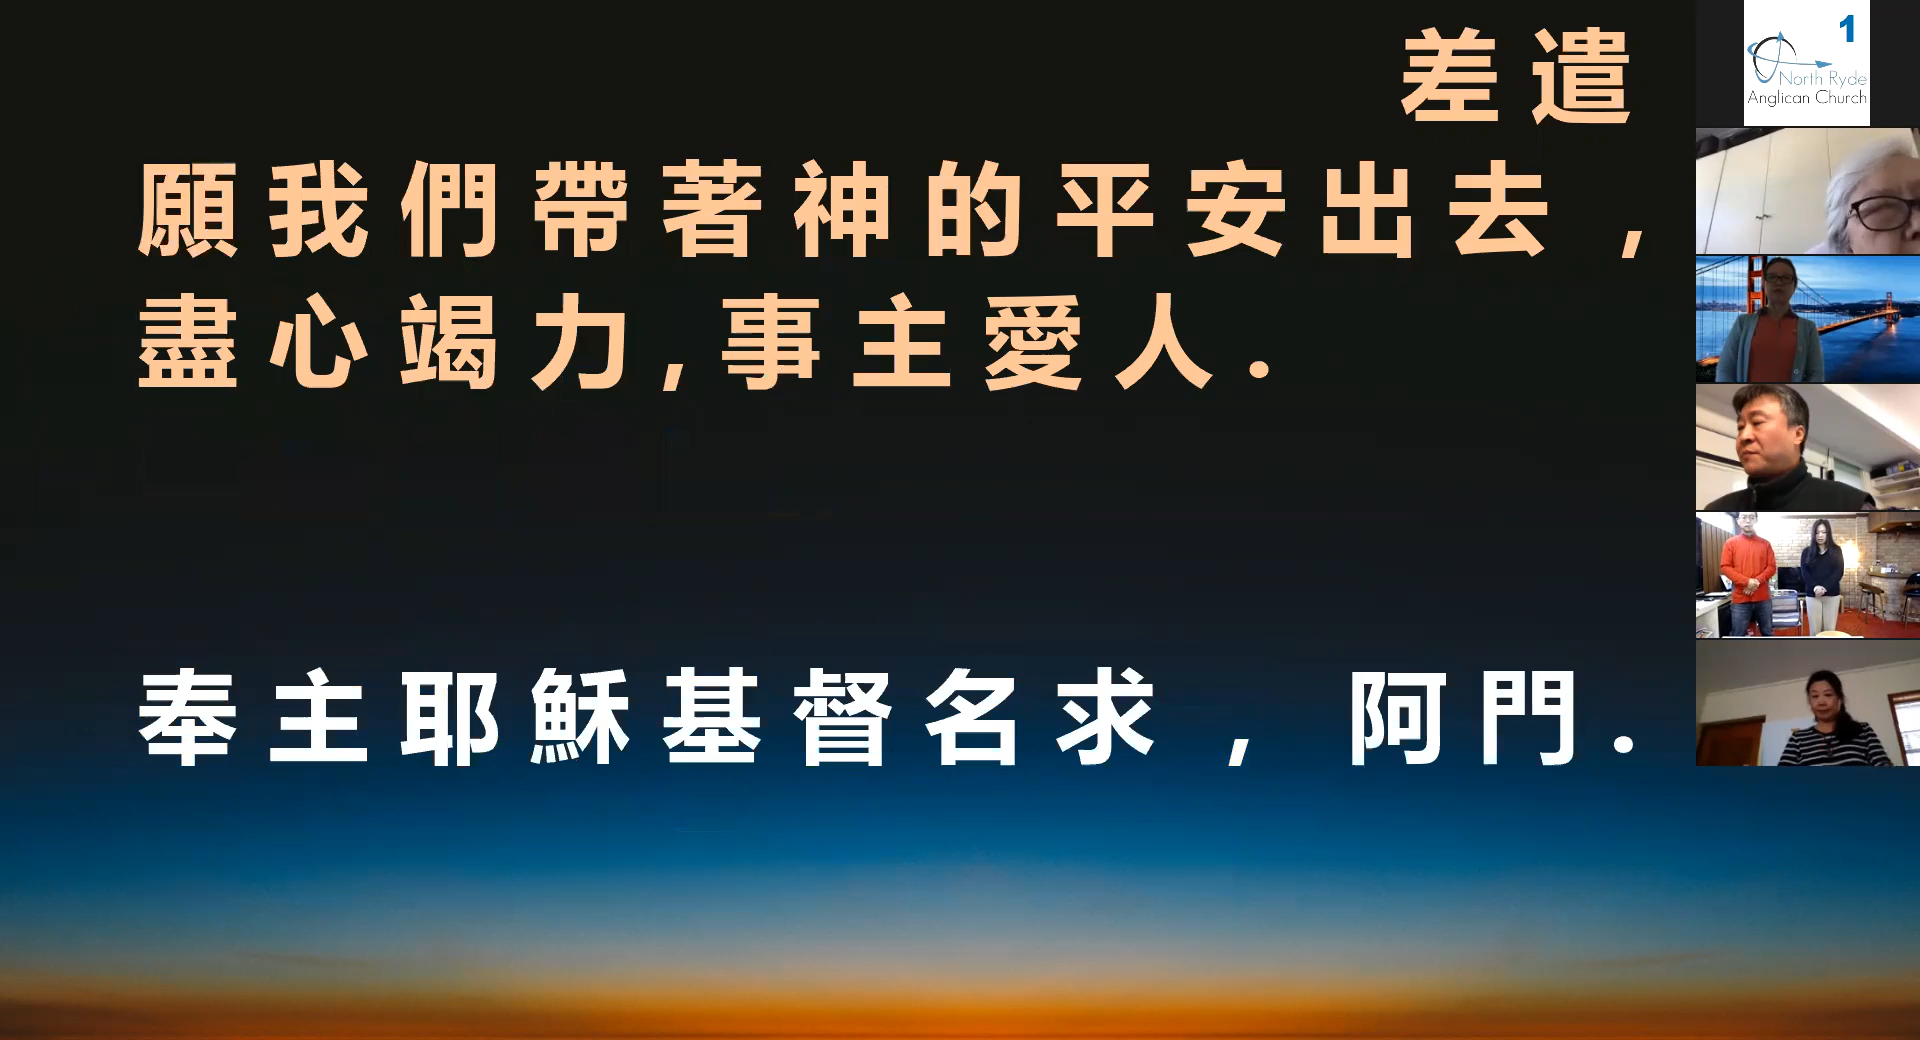 差遣
願我們帶著神的平安出去，
盡心竭力,事主愛人.
奉主耶穌基督名求， 阿門.
1
North Ryde
Anglican Church